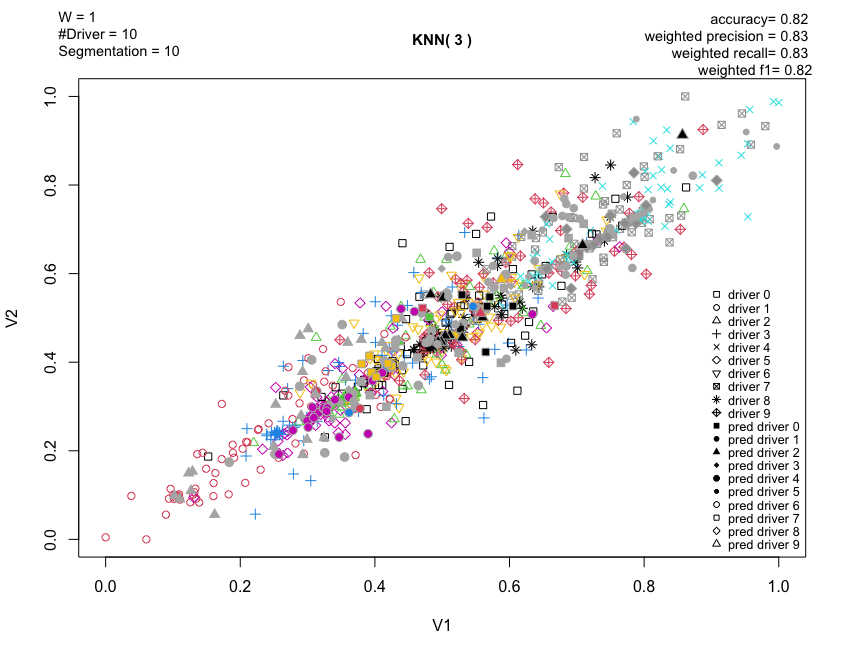 W = 1
#Driver = 10
Segmentation = 10
KNN( 3 )
accuracy= 0.82
weighted precision = 0.83
weighted recall= 0.83
weighted f1= 0.82
V2
1.0
0.8
0.6
0.4
0.2
0.0
driver 0
driver 1
driver 2
driver 3
driver 4
driver 5
driver 6
driver 7
driver 8
driver 9
pred driver 0
pred driver 1
pred driver 2
pred driver 3
pred driver 4
pred driver 5
pred driver 6
pred driver 7
pred driver 8
pred driver 9
0.0 0.2 0.4 0.6 0.8 1.0
V1